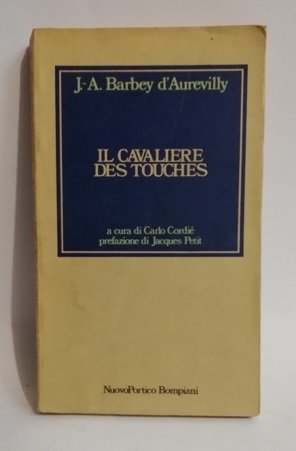 J.-A. Barbey d'Aurevilly
IL CAVALIERE
DES TOUCHES
a cura di Carlo Cordié
prefazione di Jacques Petit
NuovoPortico Bompiani